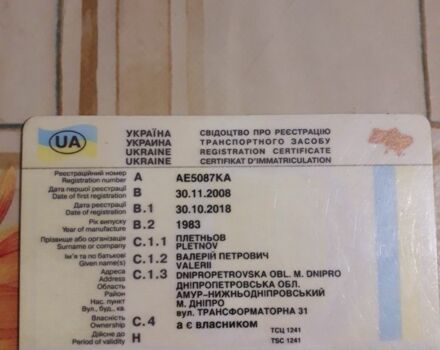 UA
УКРАЇНА СВІДОЦТВО ПРО РЕЄСТРАЦІЮ
УКРАИНА ТРАНСПОРТНОГО ЗАСОБУ
UKRAINE REGISTRATION CERTIFICATE
UKRAINE CERTIFIKAT D'IMMATRICULATION
Реєстраційний номер A AE5087KA
Registration number
Дата першої реєстрації B 30.11.2008
Date of first registration
Дата реєстрації B.1 30.10.2018
Date of registration
Рік випуску B.2 1983
Year of manufacture
Прізвище або організація C.1.1 ПЛЕТНЬОВ
Surname or company PLETNOV
Ім'я та по батькові C.1.2 ВАЛЕРІЙ ПЕТРОВИЧ
Given name(s) VALERII
Адреса C.1.3 DNIPROPETROVSKA OBL. M. DNIPRO
Address
Область ДНІПРОПЕТРОВСЬКА ОБЛ.
Район АМУР-НИЖНЬОДНІПРОВСЬКИЙ
Нас. пункт М. ДНІПРО
Вул., буд., кв. вул. ТРАНСФОРМАТОРНА 31
Власність C.4 а є власником
Ownership
Дійсне до H ТСЦ 1241
Period of validity TSC 1241